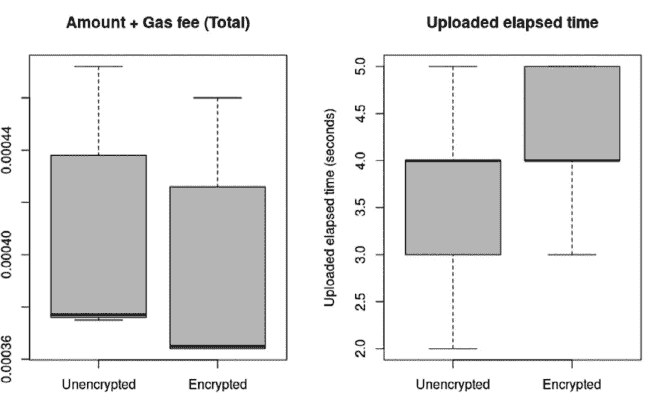 Amount + Gas fee (Total)
0.00044
0.00040
0.00036
Unencrypted Encrypted
Uploaded elapsed time
Uploaded elapsed time (seconds)
5.0
4.5
4.0
3.5
3.0
2.5
2.0
Unencrypted Encrypted